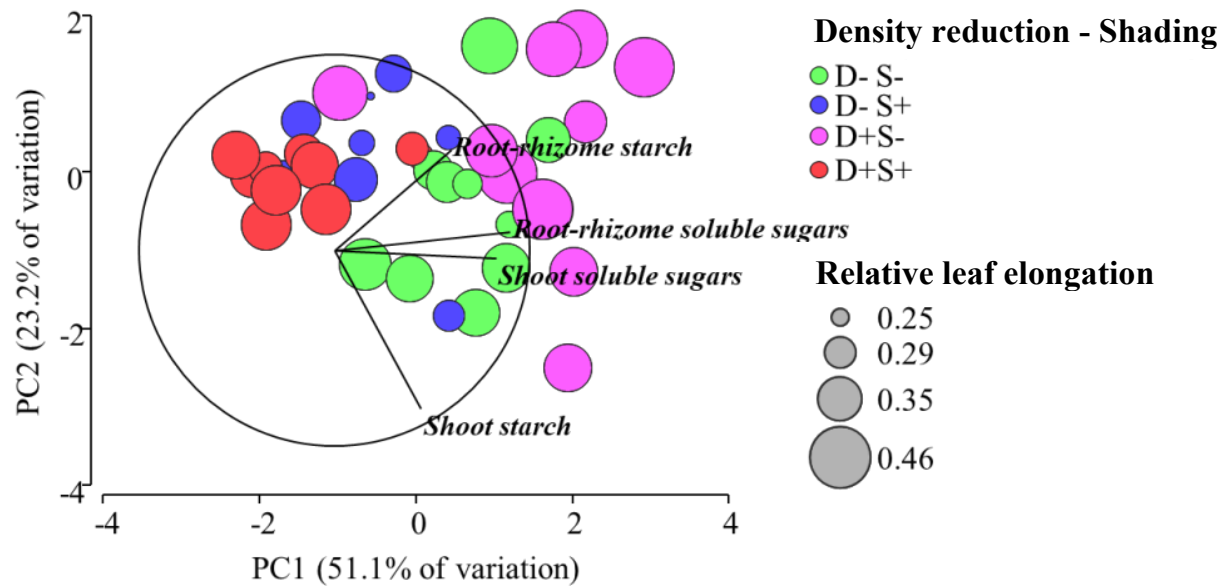 2
0
-2
-4
PC2 (23.2% of variation)
-4
-2
0
2
4
PC1 (51.1% of variation)
Root-rhizome starch
Root-rhizome soluble sugars
Shoot soluble sugars
Shoot starch
Density reduction - Shading
D- S-
D- S+
D+S-
D+S+
Relative leaf elongation
0.25
0.29
0.35
0.46